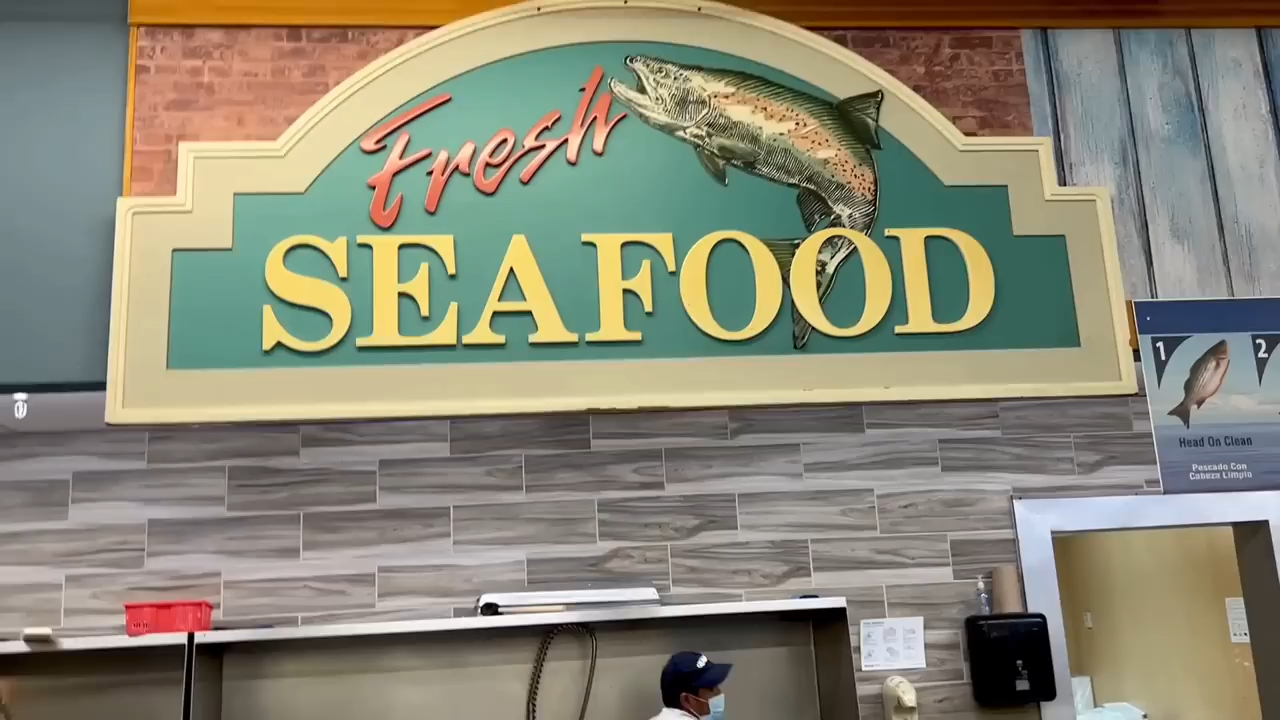 Fresh
SEAFOOD
1
2
Head On Clean
Pescado Con
Cabeza Limpio